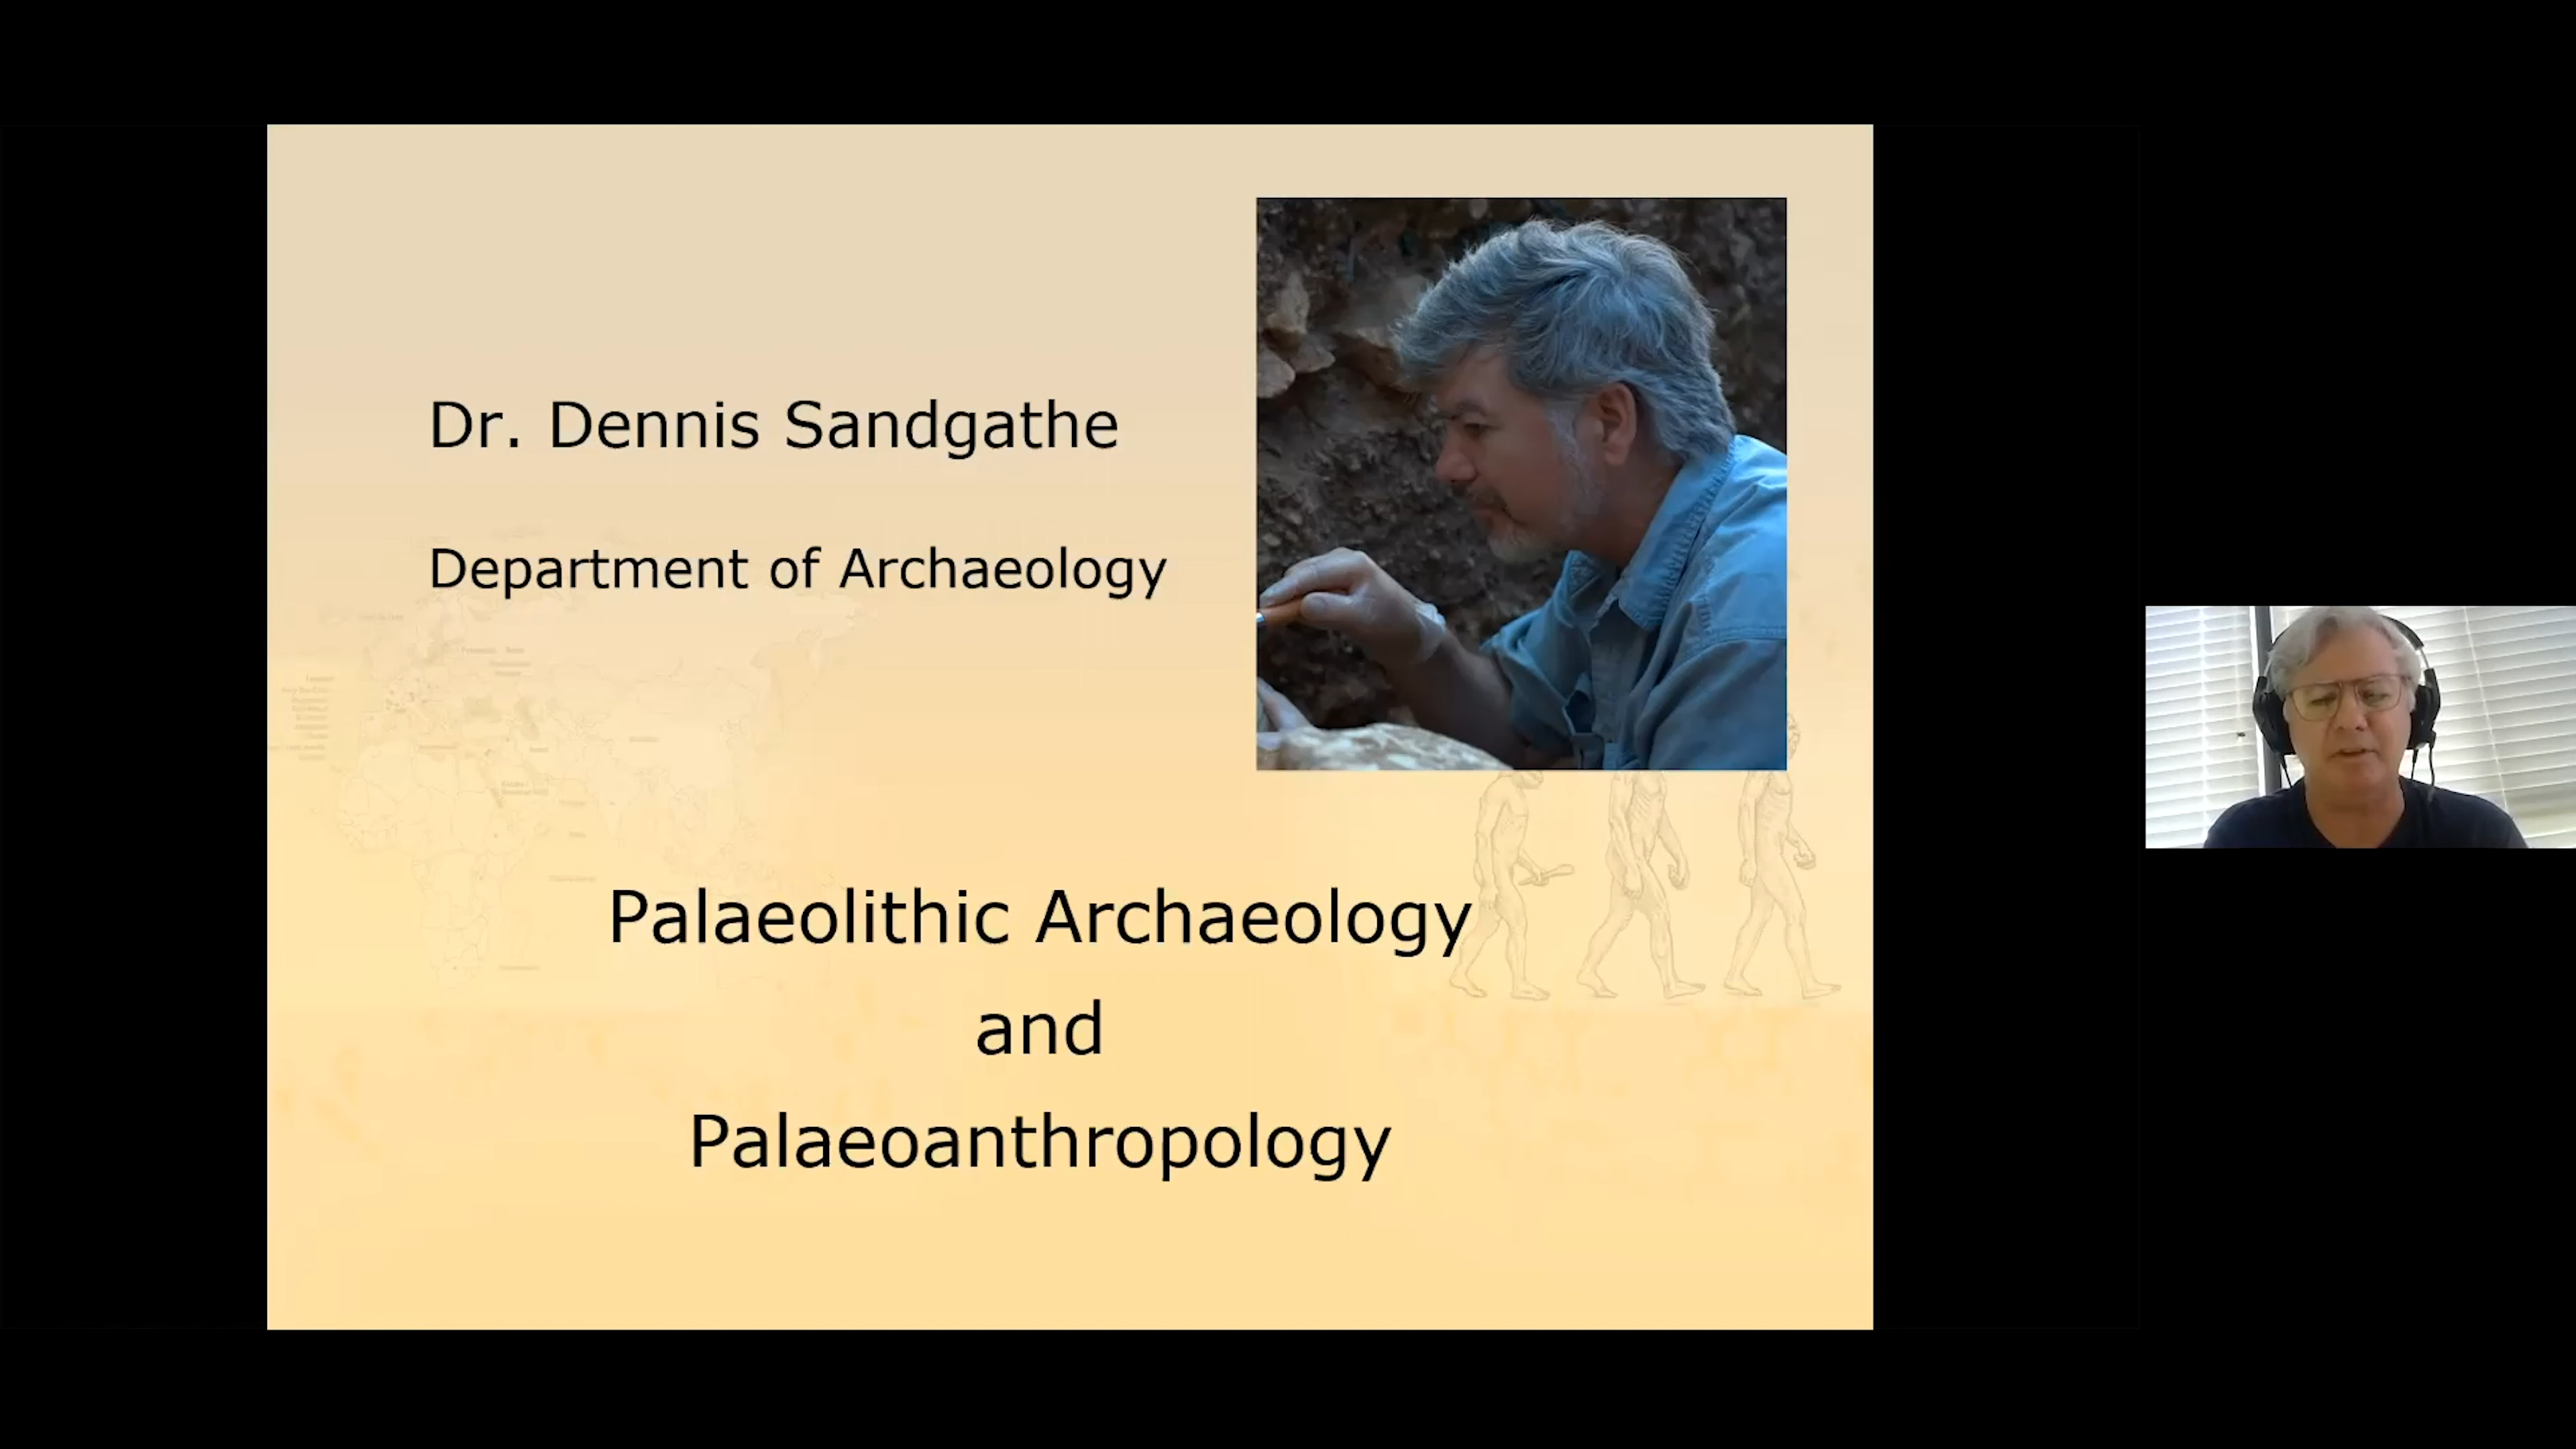 Dr. Dennis Sandgathe
Department of Archaeology
Palaeolithic Archaeology
and
Palaeoanthropology